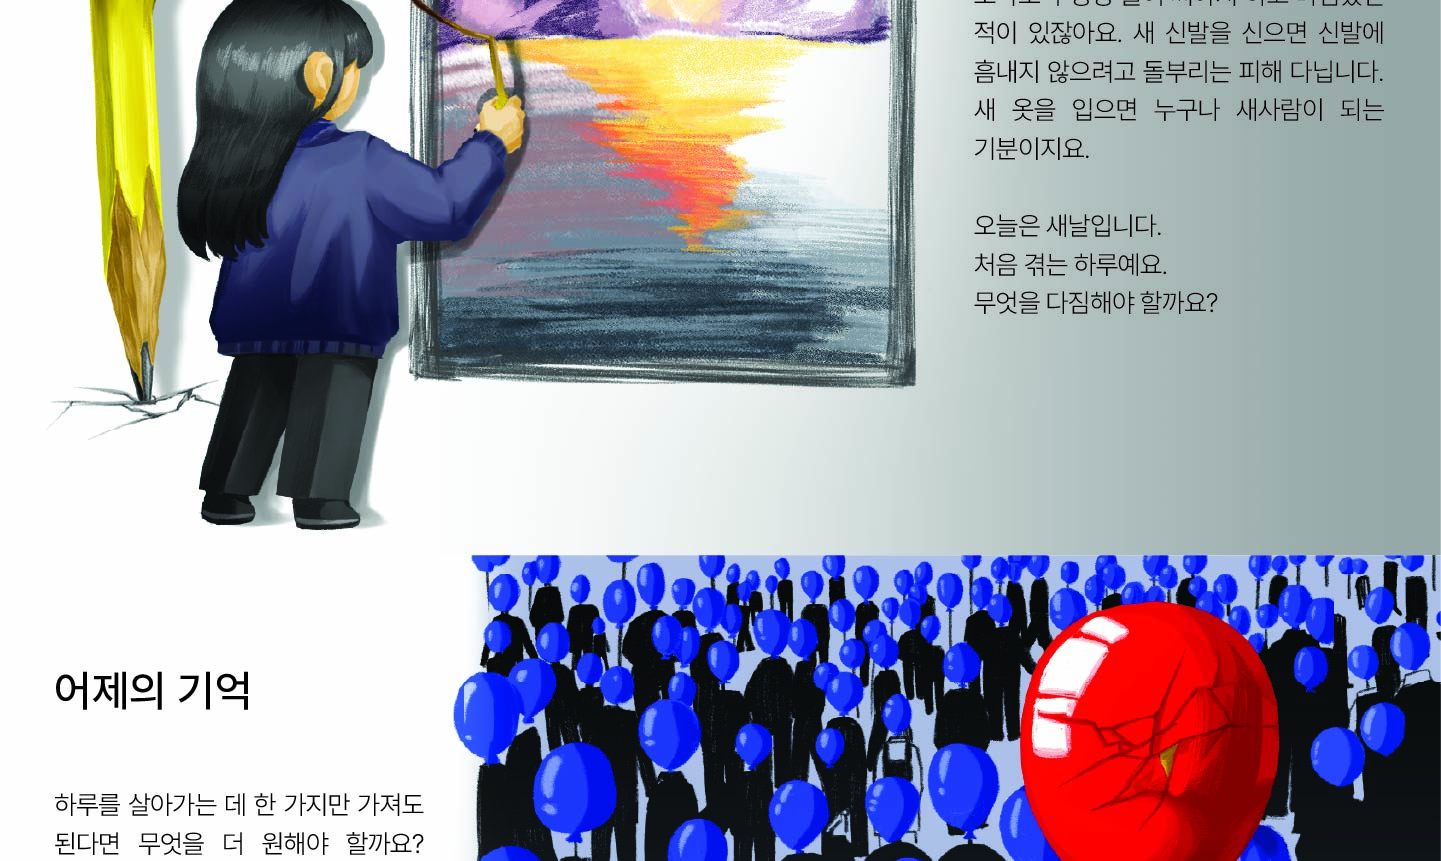 적이 있잖아요. 새 신발을 신으면 신발에
흠내지 않으려고 돌부리는 피해 다닙니다.
새 옷을 입으면 누구나 새사람이 되는
기분이지요.
오늘은 새날입니다.
처음 겪는 하루예요.
무엇을 다짐해야 할까요?
어제의 기억
하루를 살아가는 데 한 가지만 가져도
된다면 무엇을 더 원해야 할까요?